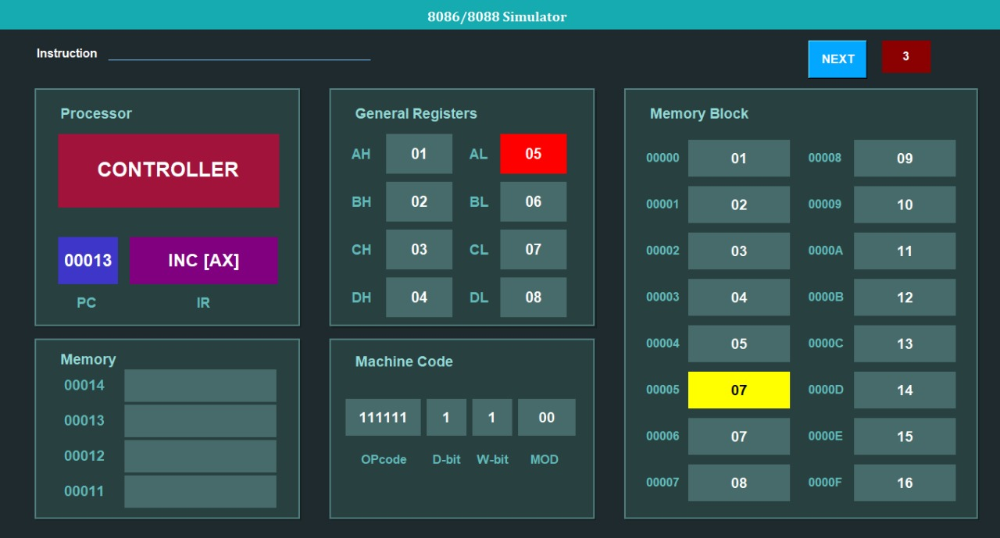 8086/8088 Simulator
Instruction
NEXT
3
Processor
CONTROLLER
00013
INC [AX]
PC
IR
General Registers
AH 01 AL 05
BH 02 BL 06
CH 03 CL 07
DH 04 DL 08
Memory Block
00000 01 00008 09
00001 02 00009 10
00002 03 0000A 11
00003 04 0000B 12
00004 05 0000C 13
00005 07 0000D 14
00006 07 0000E 15
00007 08 0000F 16
Memory
00014
00013
00012
00011
Machine Code
111111 1 1 00
OPcode D-bit W-bit MOD